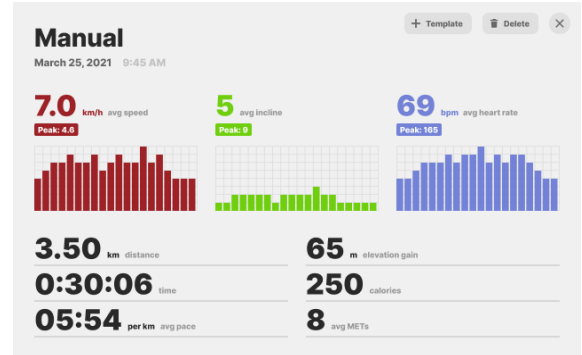 + Template
Delete
Manual
March 25, 2021 9:45 AM
7.0 km/h avg speed
Peak: 4.6
5 avg incline
Peak: 9
69 bpm avg heart rate
Peak: 165
3.50 km distance
65 m elevation gain
0:30:06 time
250 calories
05:54 per km avg pace
8 avg METs